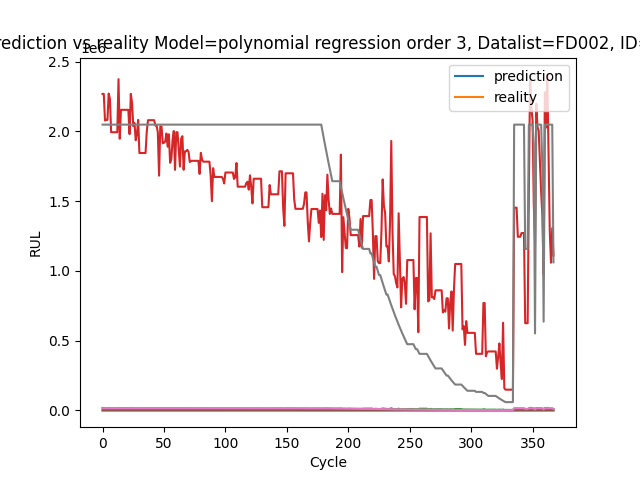 rediction vs reality Model=polynomial regression order 3, Datalist=FD002, ID=
1e6
2.5
2.0
1.5
1.0
0.5
0.0
RUL
prediction
reality
0 50 100 150 200 250 300 350
Cycle